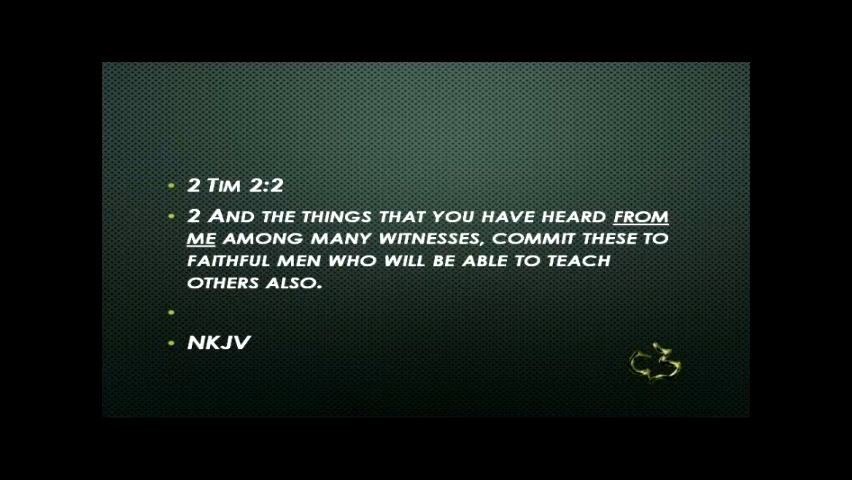 2 Tim 2:2
2 And the things that you have heard from
me among many witnesses, commit these to
faithful men who will be able to teach
others also.
NKJV